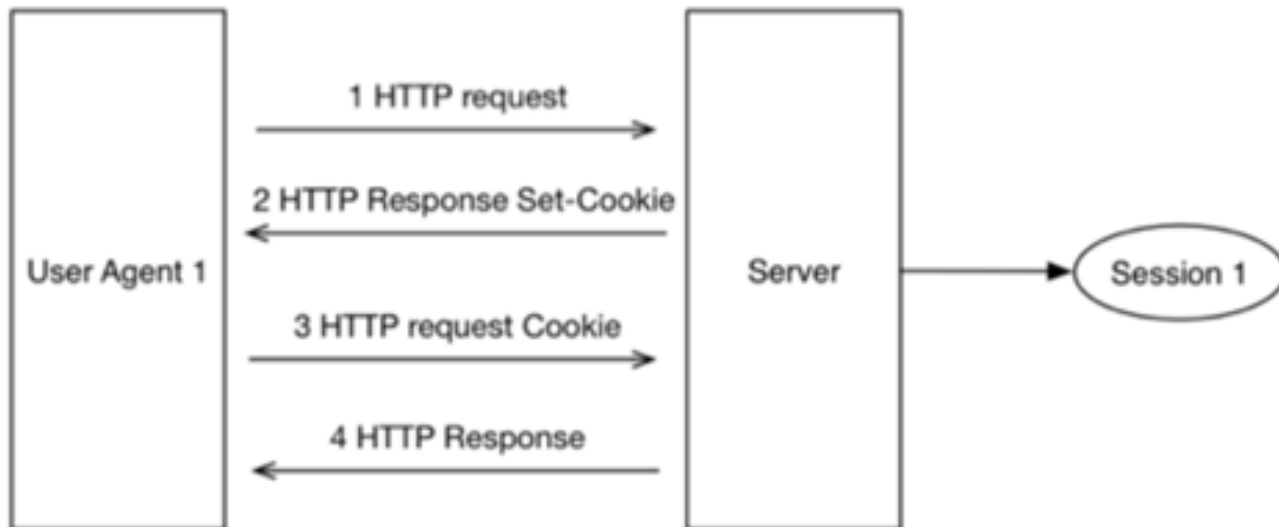 1 HTTP request
2 HTTP Response Set-Cookie
User Agent 1
Server
Session 1
3 HTTP request Cookie
4 HTTP Response